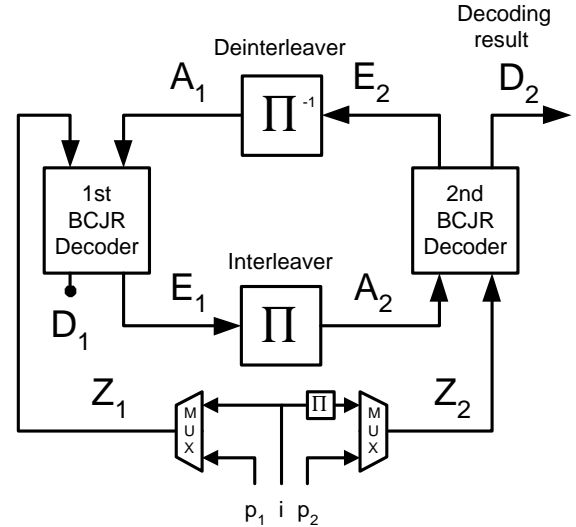 Decoding
result
Deinterleaver
A1
E2
D2
Π-1
1st
BCJR
Decoder
2nd
BCJR
Decoder
Interleaver
E1
Π
A2
D1
Z1
Π
Z2
MUX
MUX
p1 i p2